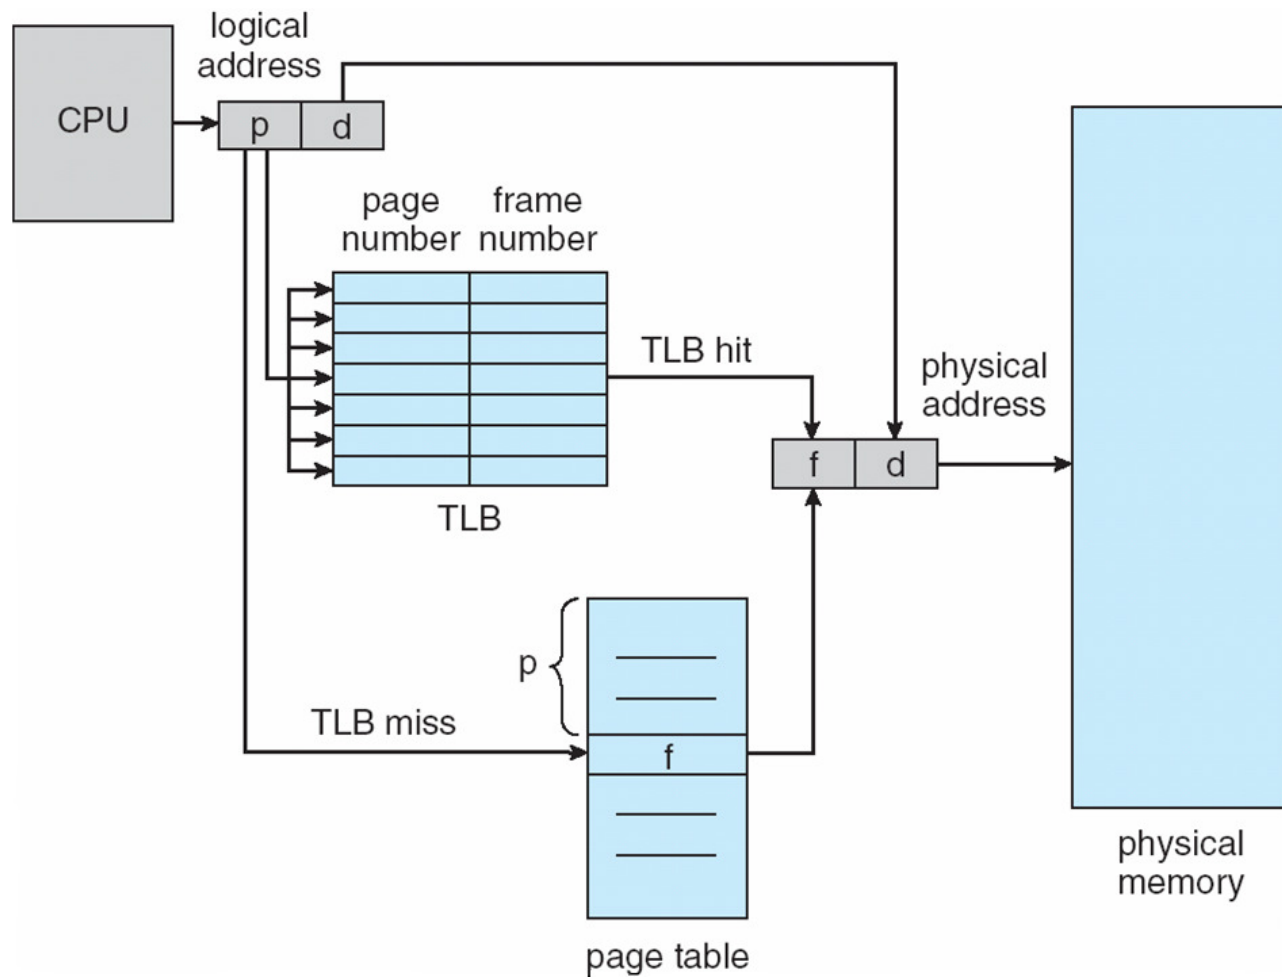 logical
address
CPU
p
d
page
number
frame
number
TLB hit
physical
address
f
d
TLB
p
TLB miss
f
physical
memory
page table